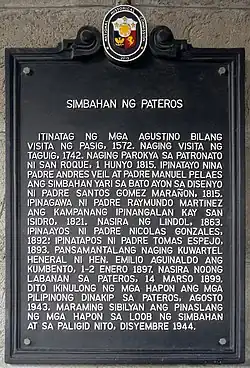 SIMBAHAN NG PATEROS
ITINATAG NG MGA AGUSTINO BILANG
VISITA NG PASIG, 1572. NAGING VISITA NG
TAGUIG, 1742. NAGING PAROKYA SA PATRONATO
NI SAN ROQUE, 1 HUNYO 1815. IPINATAYO NINA
PADRE ANDRES VEIL AT PADRE MANUEL PELAES
ANG SIMBAHAN YARI SA BATO AYON SA DISENYO
NI PADRE SANTOS GOMEZ MARAÑON, 1815.
IPINAGAWA NI PADRE RAYMUNDO MARTINEZ
ANG KAMPANANG IPINANGALAN KAY SAN
ISIDRO, 1821. NASIRA NG LINDOL, 1863.
IPINAAYOS NI PADRE NICOLAS GONZALES,
1892; IPINATAPOS NI PADRE TOMAS ESPEJO,
1893. PANSAMANTALANG NAGING KUWARTEL
HENERAL NI HEN. EMILIO AGUINALDO ANG
KUMBENTO, 1-2 ENERO 1897. NASIRA NOONG
LABANAN SA PATEROS, 14 MARSO 1899.
DITO IKINULONG NG MGA HAPON ANG MGA
PILIPINONG DINAKIP SA PATEROS, AGOSTO
1943. MARAMING SIBILYAN ANG PINASLANG
NG MGA HAPON SA LOOB NG SIMBAHAN
AT SA PALIGID NITO, DISYEMBRE 1944.